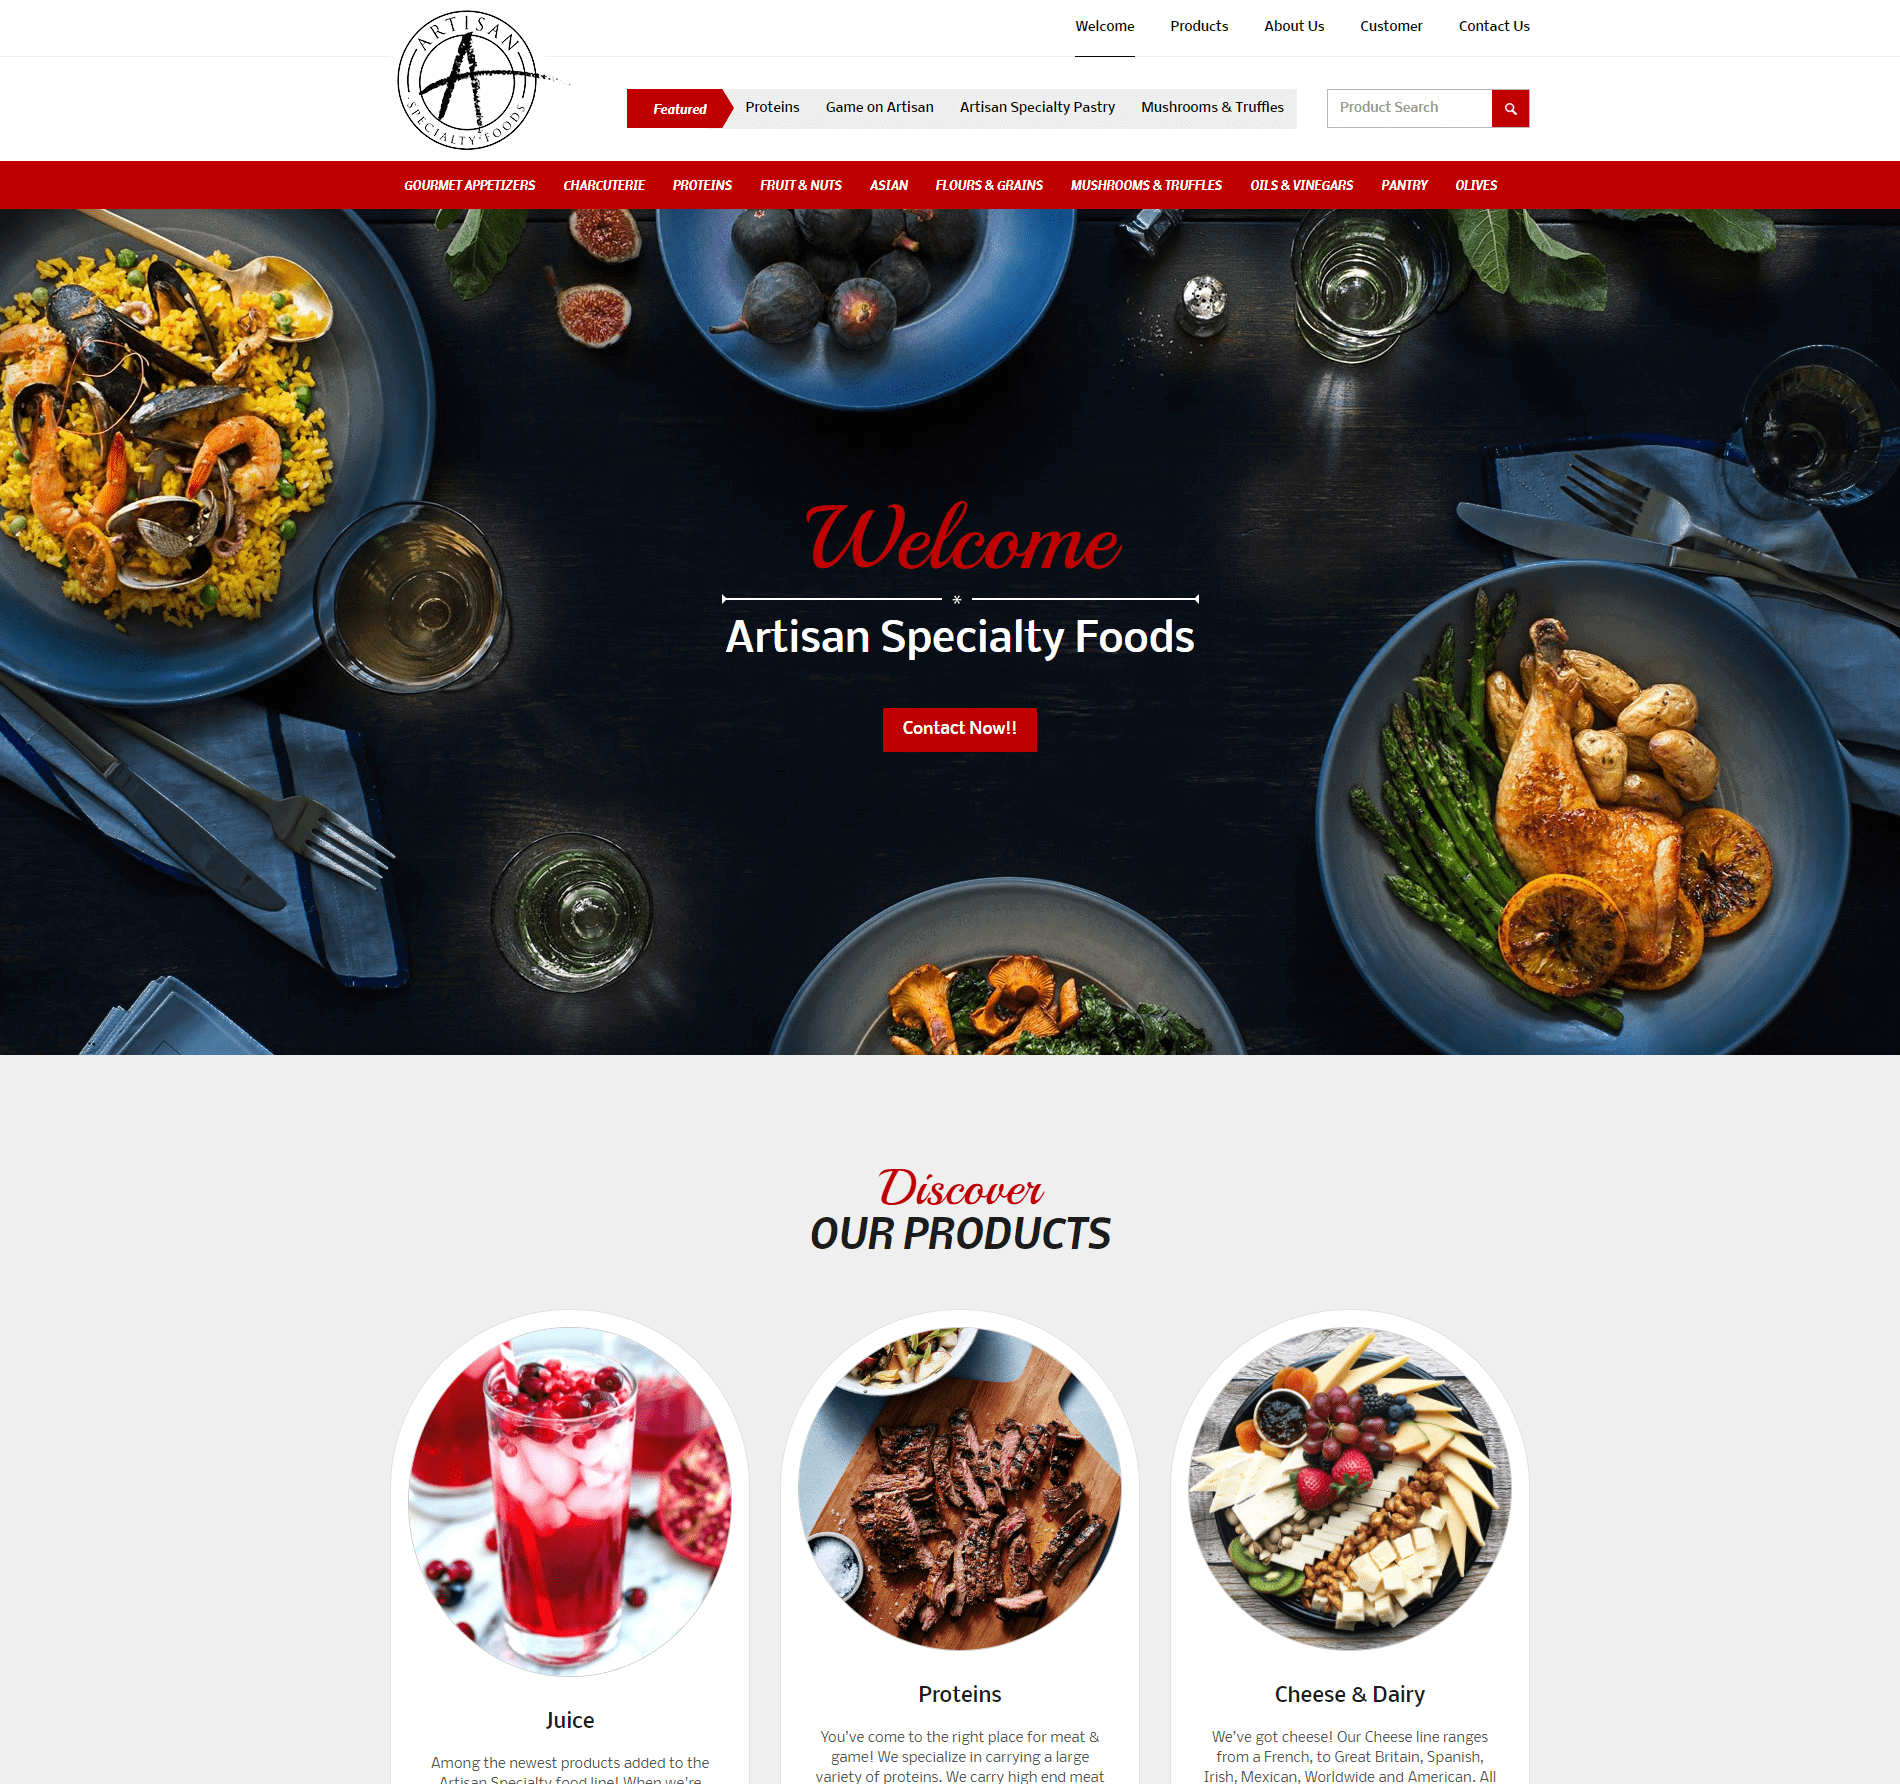 ARTISAN
SPECIALTY·FOODS
Welcome Products About Us Customer Contact Us
Featured Proteins Game on Artisan Artisan Specialty Pastry Mushrooms & Truffles Product Search
GOURMET APPETIZERS CHARCUTERIE PROTEINS FRUIT & NUTS ASIAN FLOURS & GRAINS MUSHROOMS & TRUFFLES OILS & VINEGARS PANTRY OLIVES
Welcome
Artisan Specialty Foods
Contact Now!!
Discover
OUR PRODUCTS
Juice
Among the newest products added to the
Artisan Specialty food line! When we're
Proteins
You’ve come to the right place for meat &
game! We specialize in carrying a large
variety of proteins. We carry high end meat
Cheese & Dairy
We’ve got cheese! Our Cheese line ranges
from a French, to Great Britain, Spanish,
Irish, Mexican, Worldwide and American. All